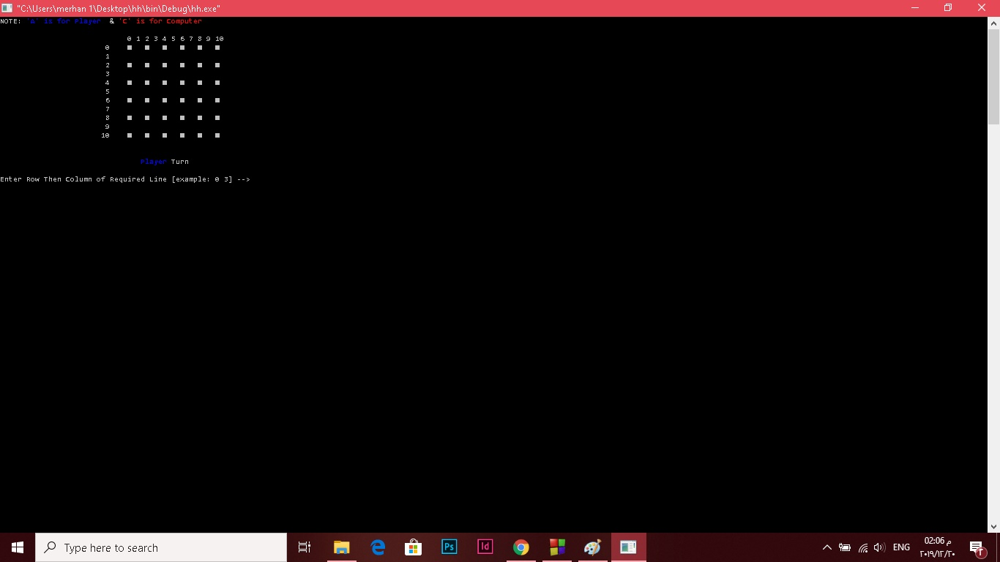 "C:\Users\merhan 1\Desktop\hh\bin\Debug\hh.exe"
NOTE: 'A' is for Player & 'C' is for Computer
0 1 2 3 4 5 6 7 8 9 10
0
1
2
3
4
5
6
7
8
9
10
Player Turn
Enter Row Then Column of Required Line [example: 0 3] -->
Type here to search
Ps
Id
ENG
02:06 م
٢٠١٩/١٢/٢٠
٢